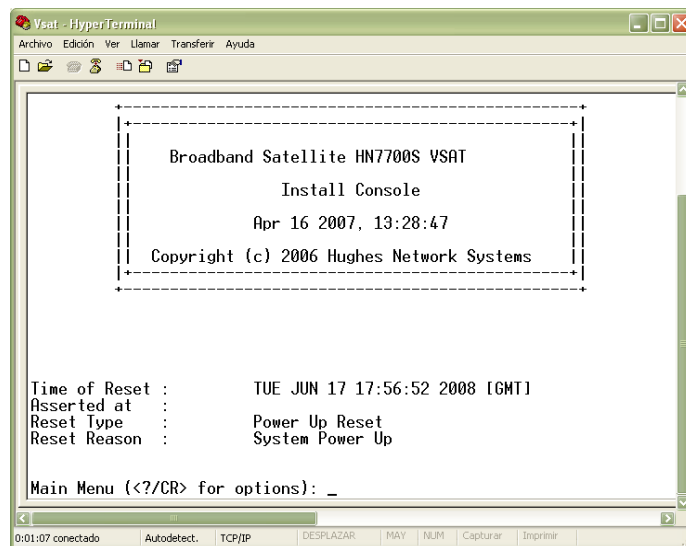 Vsat - HyperTerminal
Archivo Edición Ver Llamar Transferir Ayuda
Broadband Satellite HN7700S VSAT
Install Console
Apr 16 2007, 13:28:47
Copyright (c) 2006 Hughes Network Systems
Time of Reset : TUE JUN 17 17:56:52 2008 [GMT]
Asserted at :
Reset Type : Power Up Reset
Reset Reason : System Power Up
Main Menu (<?/CR> for options): _
0:01:07 conectado Autodetect. TCP/IP DESPLAZAR MAY NUM Capturar Imprimir